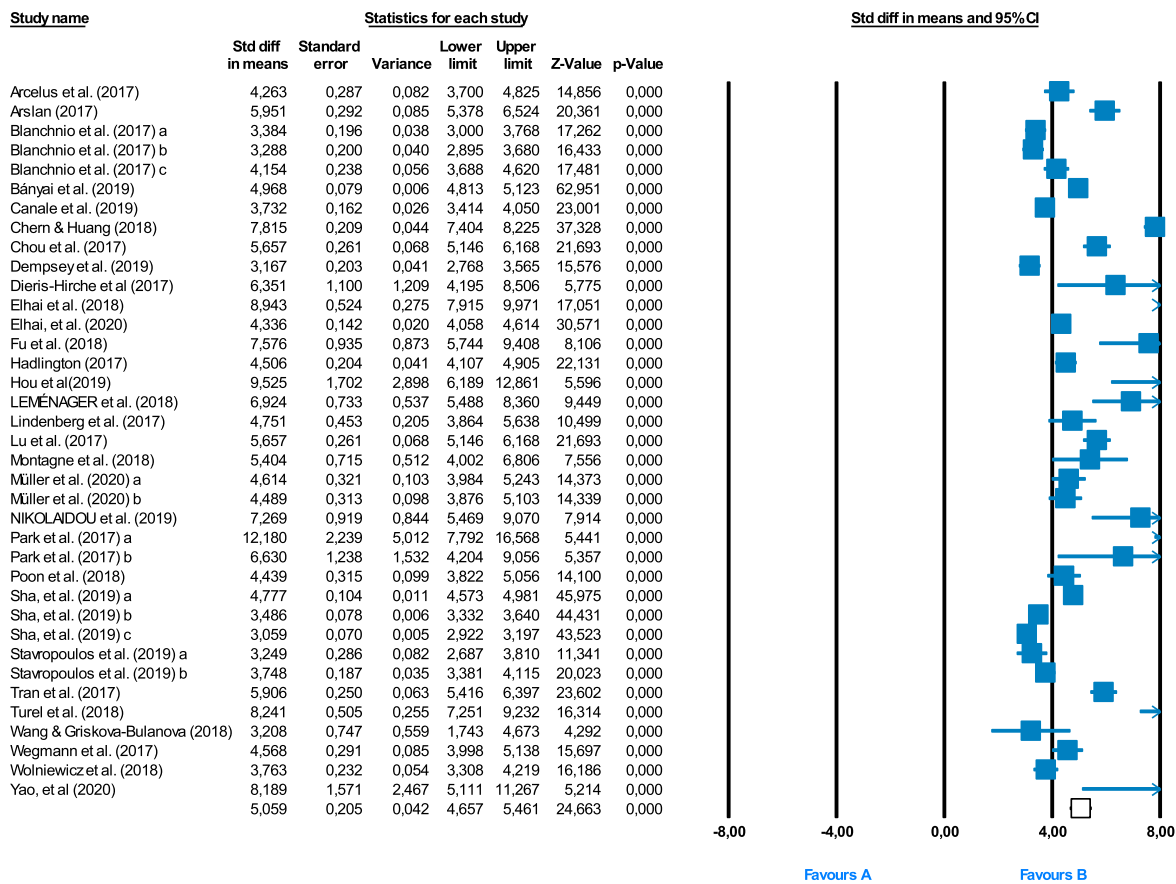 Study name Statistics for each study Std diff in means and 95% CI
Std diff Standard Lower Upper
in means error Variance limit limit Z-Value p-Value
Arcelus et al. (2017) 4,263 0,287 0,082 3,700 4,825 14,856 0,000
Arslan (2017) 5,951 0,292 0,085 5,378 6,524 20,361 0,000
Blanchnio et al. (2017) a 3,384 0,196 0,038 3,000 3,768 17,262 0,000
Blanchnio et al. (2017) b 3,288 0,200 0,040 2,895 3,680 16,433 0,000
Blanchnio et al. (2017) c 4,154 0,238 0,056 3,688 4,620 17,481 0,000
Bányai et al. (2019) 4,968 0,079 0,006 4,813 5,123 62,951 0,000
Canale et al. (2019) 3,732 0,162 0,026 3,414 4,050 23,001 0,000
Chern & Huang (2018) 7,815 0,209 0,044 7,404 8,225 37,328 0,000
Chou et al. (2017) 5,657 0,261 0,068 5,146 6,168 21,693 0,000
Dempsey et al. (2019) 3,167 0,203 0,041 2,768 3,565 15,576 0,000
Dieris-Hirche et al (2017) 6,351 1,100 1,209 4,195 8,506 5,775 0,000
Elhai et al. (2018) 8,943 0,524 0,275 7,915 9,971 17,051 0,000
Elhai, et al. (2020) 4,336 0,142 0,020 4,058 4,614 30,571 0,000
Fu et al. (2018) 7,576 0,935 0,873 5,744 9,408 8,106 0,000
Hadlington (2017) 4,506 0,204 0,041 4,107 4,905 22,131 0,000
Hou et al(2019) 9,525 1,702 2,898 6,189 12,861 5,596 0,000
LEMÉNAGER et al. (2018) 6,924 0,733 0,537 5,488 8,360 9,449 0,000
Lindenberg et al. (2017) 4,751 0,453 0,205 3,864 5,638 10,499 0,000
Lu et al. (2017) 5,657 0,261 0,068 5,146 6,168 21,693 0,000
Montagne et al. (2018) 5,404 0,715 0,512 4,002 6,806 7,556 0,000
Müller et al. (2020) a 4,614 0,321 0,103 3,984 5,243 14,373 0,000
Müller et al. (2020) b 4,489 0,313 0,098 3,876 5,103 14,339 0,000
NIKOLAIDOU et al. (2019) 7,269 0,919 0,844 5,469 9,070 7,914 0,000
Park et al. (2017) a 12,180 2,239 5,012 7,792 16,568 5,441 0,000
Park et al. (2017) b 6,630 1,238 1,532 4,204 9,056 5,357 0,000
Poon et al. (2018) 4,439 0,315 0,099 3,822 5,056 14,100 0,000
Sha, et al. (2019) a 4,777 0,104 0,011 4,573 4,981 45,975 0,000
Sha, et al. (2019) b 3,486 0,078 0,006 3,332 3,640 44,431 0,000
Sha, et al. (2019) c 3,059 0,070 0,005 2,922 3,197 43,523 0,000
Stavropoulos et al. (2019) a 3,249 0,286 0,082 2,687 3,810 11,341 0,000
Stavropoulos et al. (2019) b 3,748 0,187 0,035 3,381 4,115 20,023 0,000
Tran et al. (2017) 5,906 0,250 0,063 5,416 6,397 23,602 0,000
Turel et al. (2018) 8,241 0,505 0,255 7,251 9,232 16,314 0,000
Wang & Griskova-Bulanova (2018) 3,208 0,747 0,559 1,743 4,673 4,292 0,000
Wegmann et al. (2017) 4,568 0,291 0,085 3,998 5,138 15,697 0,000
Wolniewicz et al. (2018) 3,763 0,232 0,054 3,308 4,219 16,186 0,000
Yao, et al (2020) 8,189 1,571 2,467 5,111 11,267 5,214 0,000
5,059 0,205 0,042 4,657 5,461 24,663 0,000
-8,00 -4,00 0,00 4,00 8,00
Favours A Favours B